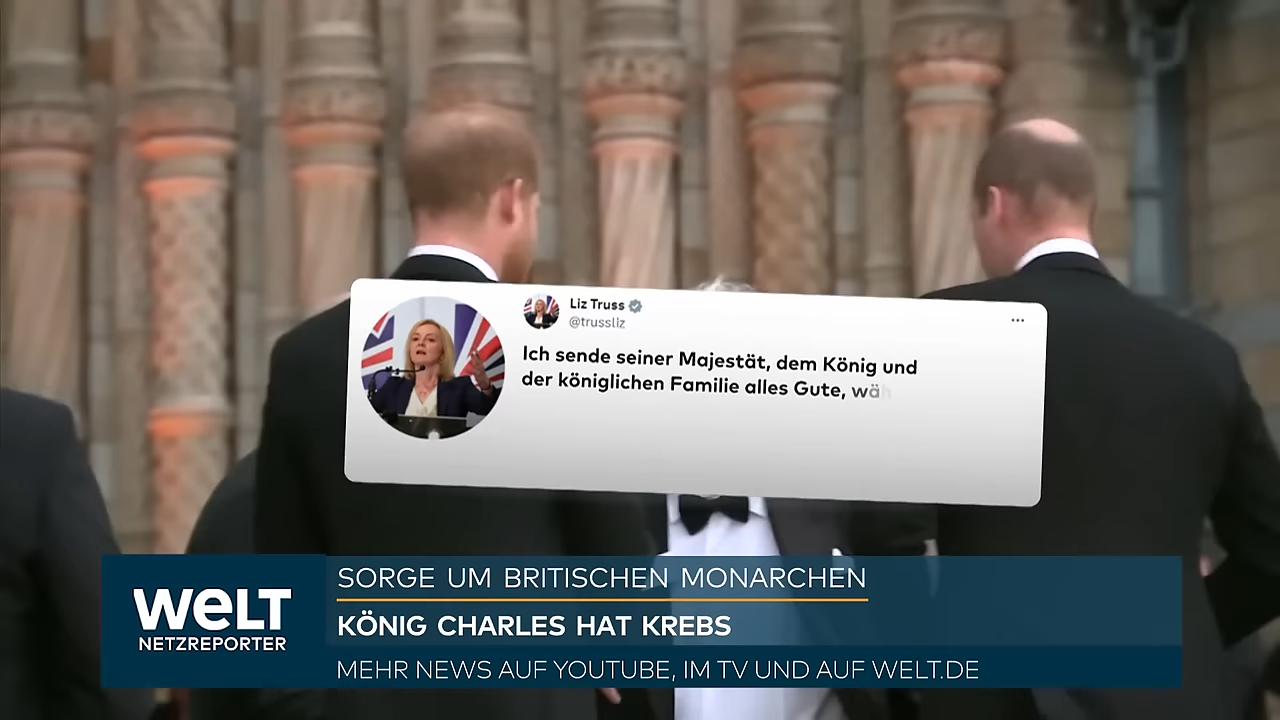 Liz Truss
@trussliz
...
Ich sende seiner Majestät, dem König und
der königlichen Familie alles Gute, wäh
WELT
NETZREPORTER
SORGE UM BRITISCHEN MONARCHEN
KÖNIG CHARLES HAT KREBS
MEHR NEWS AUF YOUTUBE, IM TV UND AUF WELT.DE